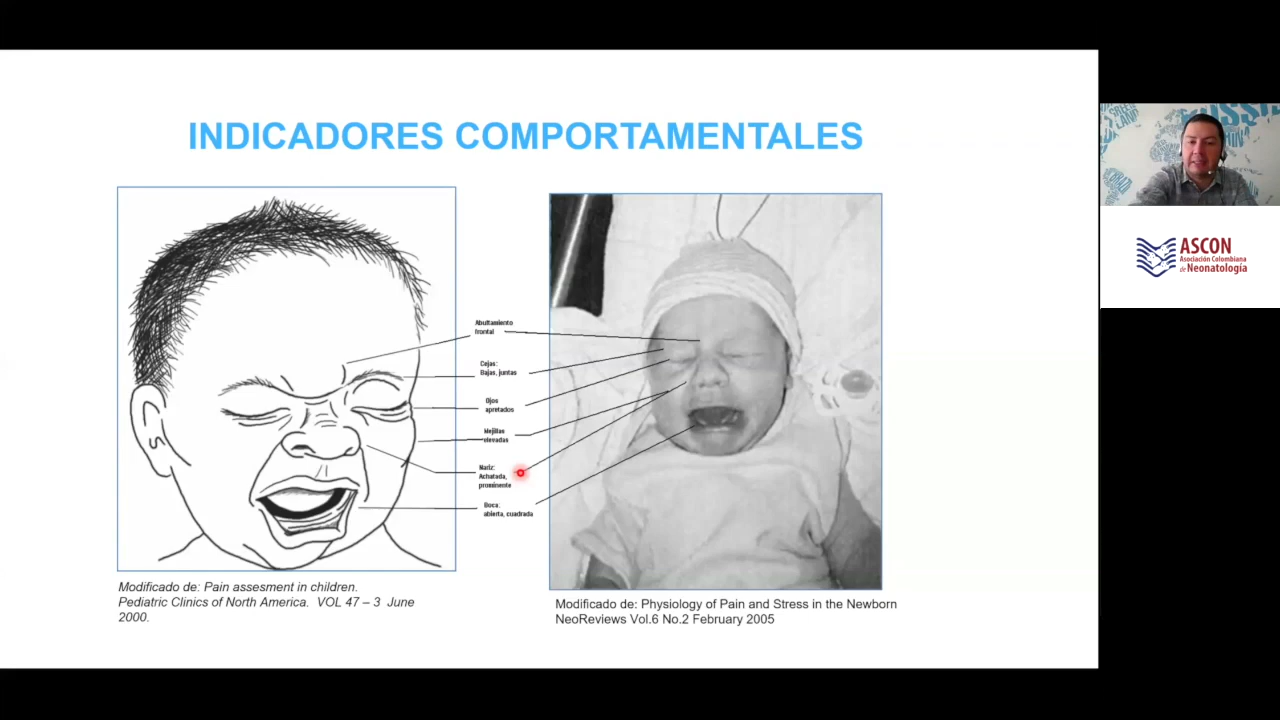 INDICADORES COMPORTAMENTALES
Abultamiento
frontal
Cejas:
Bajas, juntas
Ojos
apretados
Mejillas
elevadas
Nariz:
Achatada,
prominente
Boca:
abierta, cuadrada
Modificado de: Pain assesment in children.
Pediatric Clinics of North America. VOL 47 – 3 June
2000.
Modificado de: Physiology of Pain and Stress in the Newborn
NeoReviews Vol.6 No.2 February 2005
ASCON
Asociación Colombiana
de Neonatología